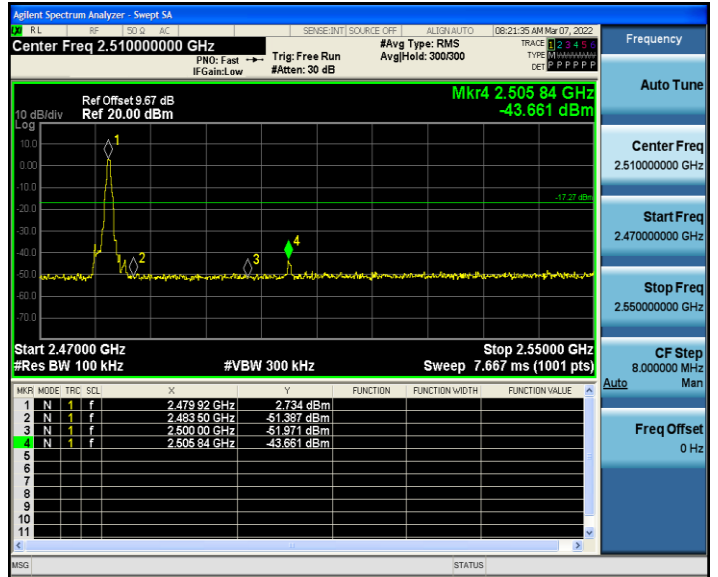 Agilent Spectrum Analyzer - Swept SA
RL RF 50 Ω AC SENSE:INT SOURCE OFF ALIGN AUTO 08:21:35 AM Mar 07, 2022
Center Freq 2.510000000 GHz
#Avg Type: RMS
TRACE 1 2 3 4 5 6
PNO: Fast Trig: Free Run Avg|Hold: 300/300
TYPE M
IFGain:Low #Atten: 30 dB
DET P P P P P P
Mkr4 2.505 84 GHz
Ref Offset 9.67 dB
-43.661 dBm
10 dB/div Ref 20.00 dBm
Log
10.0
0.00
-10.0
-20.0
-30.0
-40.0
-50.0
-60.0
-70.0
-17.27 dBm
1
2
3
4
Start 2.47000 GHz
Stop 2.55000 GHz
#Res BW 100 kHz
#VBW 300 kHz
Sweep 7.667 ms (1001 pts)
MKR MODE TRC SCL X Y FUNCTION FUNCTION WIDTH FUNCTION VALUE
1 N 1 f 2.479 92 GHz 2.734 dBm
2 N 1 f 2.483 50 GHz -51.387 dBm
3 N 1 f 2.500 00 GHz -51.971 dBm
4 N 1 f 2.505 84 GHz -43.661 dBm
5
6
7
8
9
10
11
MSG
STATUS
Frequency
Auto Tune
Center Freq
2.510000000 GHz
Start Freq
2.470000000 GHz
Stop Freq
2.550000000 GHz
CF Step
8.000000 MHz
Auto Man
Freq Offset
0 Hz